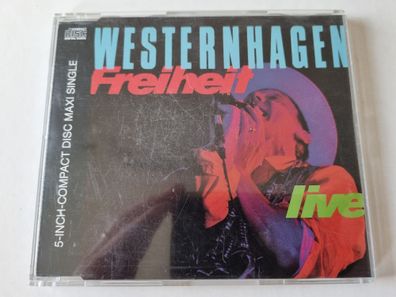 WESTERNHAGEN
Freiheit
live
5-INCH-COMPACT DISC MAXI SINGLE